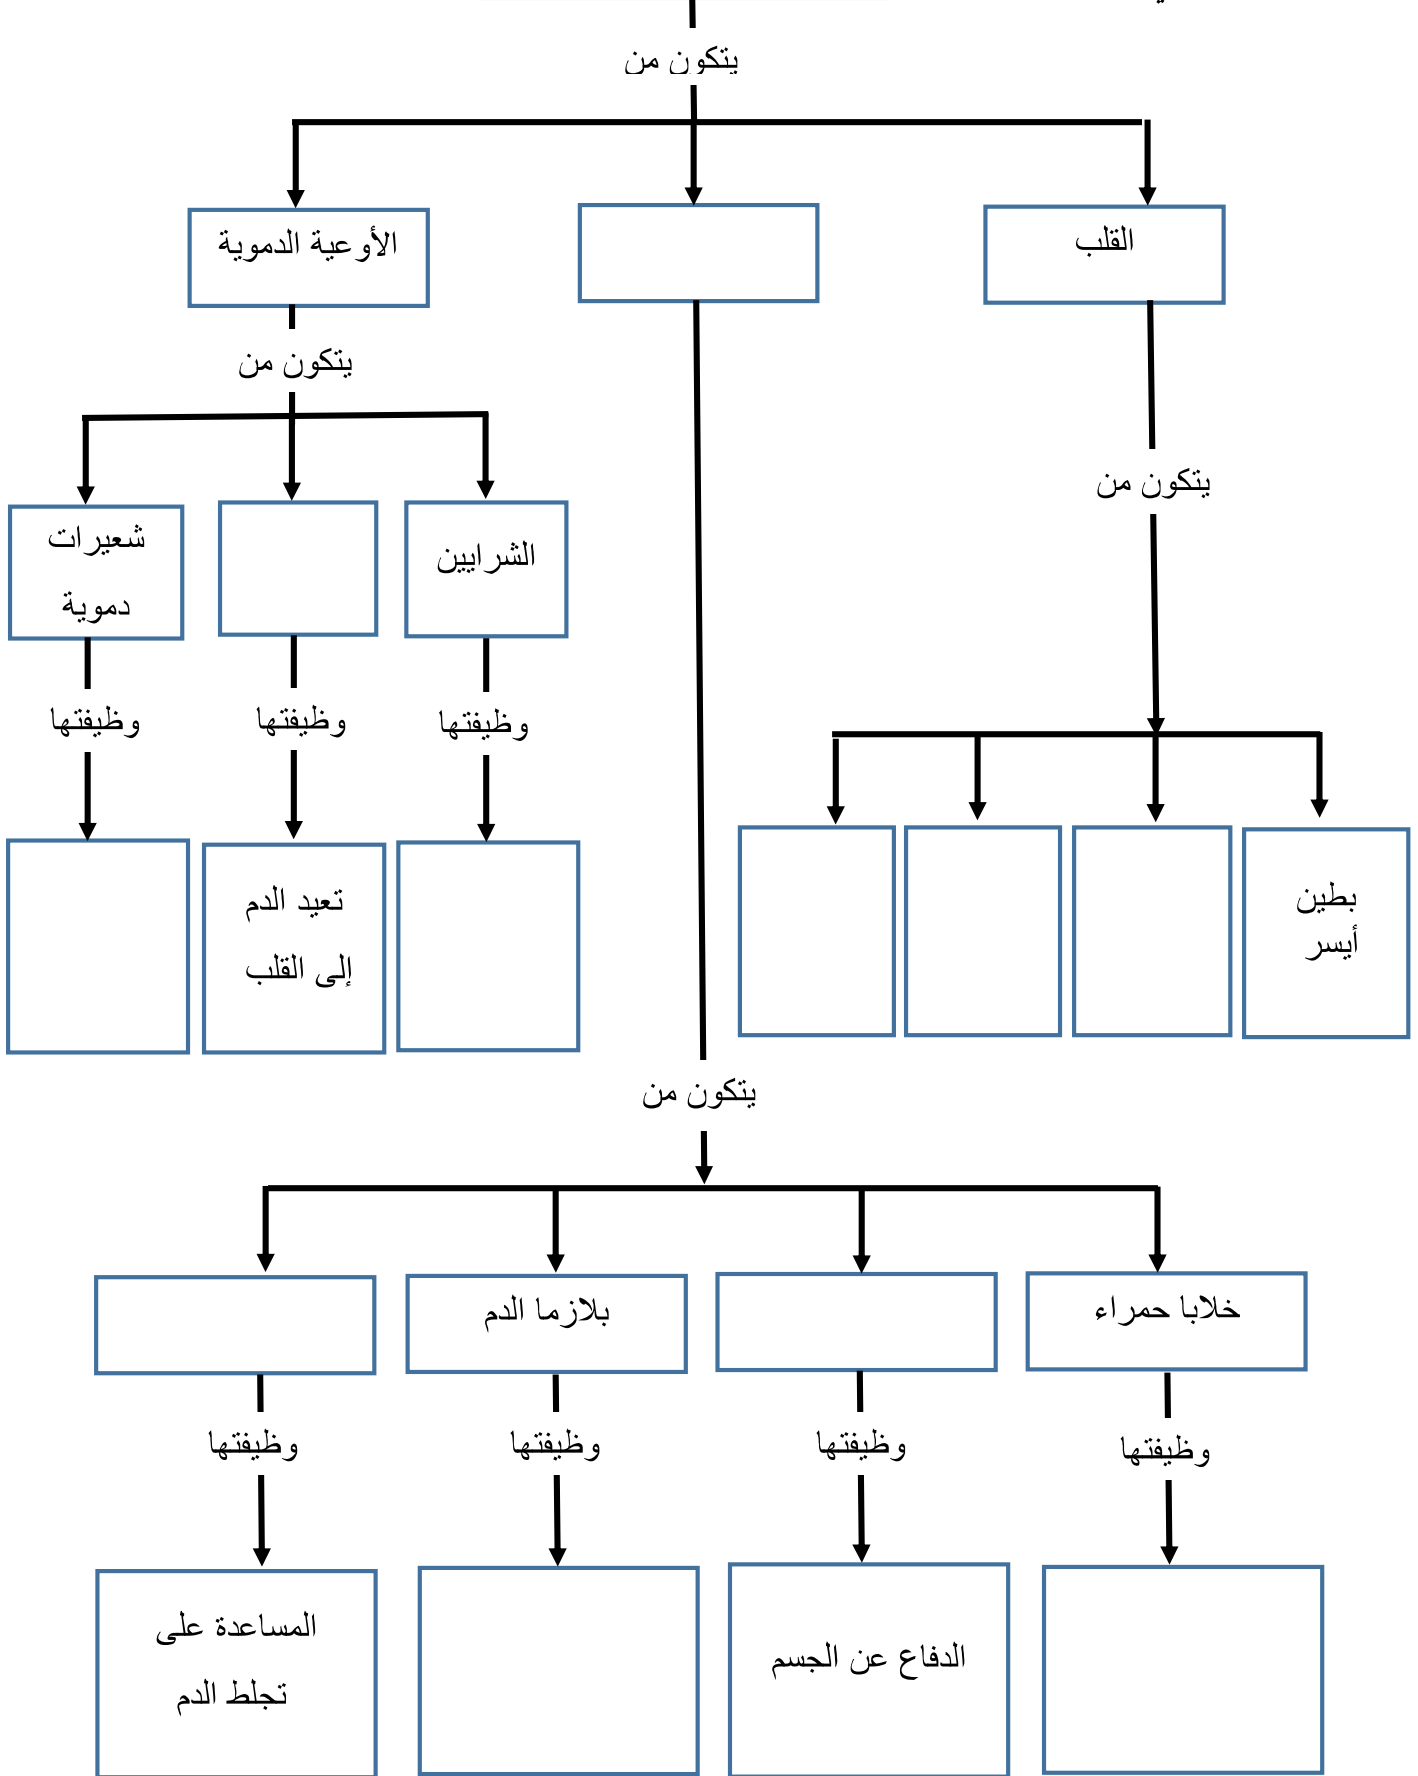 يتكون من
القلب
الأوعية الدموية
يتكون من
يتكون من
الشرايين
شعيرات
دموية
وظيفتها
وظيفتها
وظيفتها
بطين
أيسر
تعيد الدم
إلى القلب
يتكون من
خلابا حمراء
بلازما الدم
وظيفتها
وظيفتها
وظيفتها
وظيفتها
الدفاع عن الجسم
المساعدة على
تجلط الدم